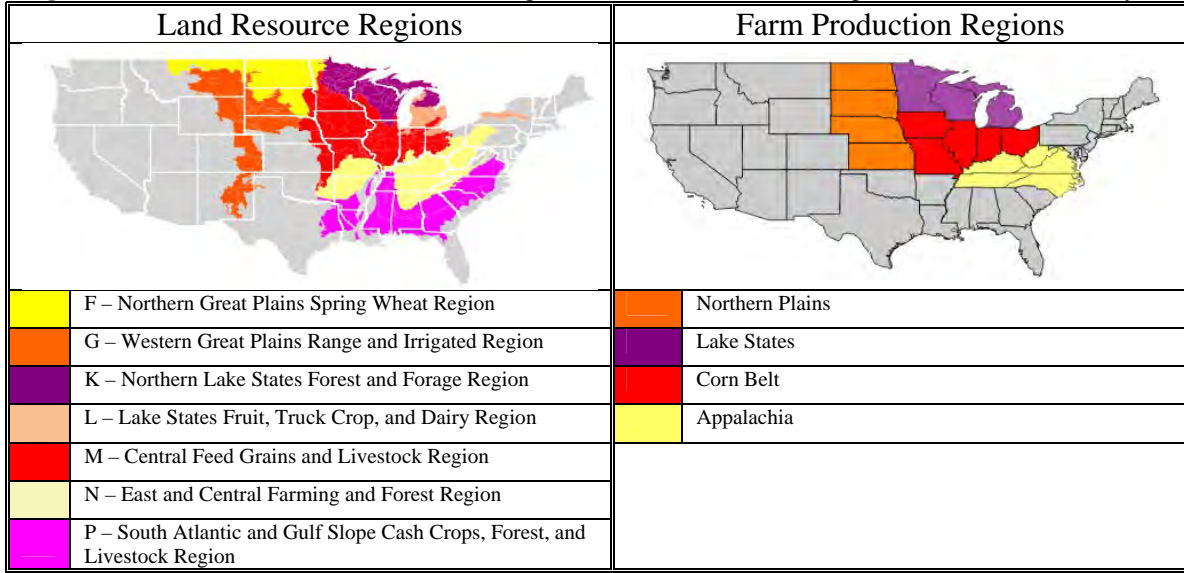 Land Resource Regions
Farm Production Regions
F – Northern Great Plains Spring Wheat Region
Northern Plains
G – Western Great Plains Range and Irrigated Region
Lake States
K – Northern Lake States Forest and Forage Region
Corn Belt
L – Lake States Fruit, Truck Crop, and Dairy Region
Appalachia
M – Central Feed Grains and Livestock Region
N – East and Central Farming and Forest Region
P – South Atlantic and Gulf Slope Cash Crops, Forest, and
Livestock Region